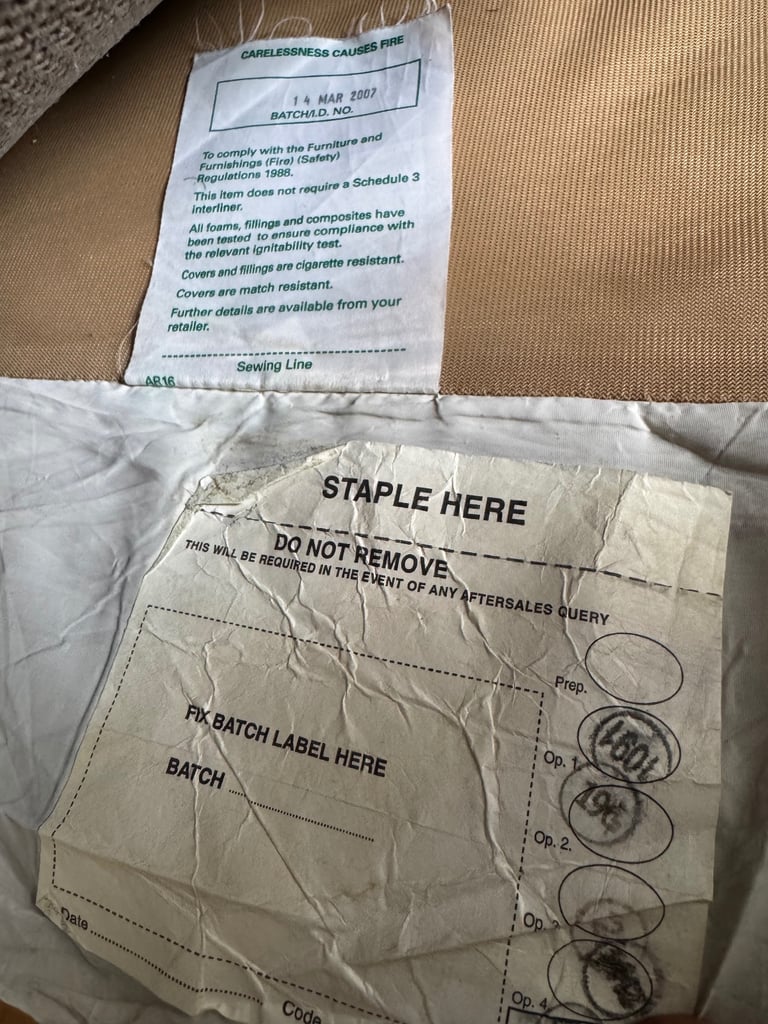 CARELESSNESS CAUSES FIRE
14 MAR 2007
BATCH/I.D. NO.
To comply with the Furniture and
Furnishings (Fire) (Safety)
Regulations 1988.
This item does not require a Schedule 3
interliner.
All foams, fillings and composites have
been tested to ensure compliance with
the relevant ignitability test.
Covers and fillings are cigarette resistant.
Covers are match resistant.
Further details are available from your
retailer.
Sewing Line
AR16
STAPLE HERE
DO NOT REMOVE
THIS WILL BE REQUIRED IN THE EVENT OF ANY AFTERSALES QUERY
Prep.
FIX BATCH LABEL HERE
Op. 1.
1091
BATCH
Op. 2.
Op. 3
Date
Op. 4.
Code